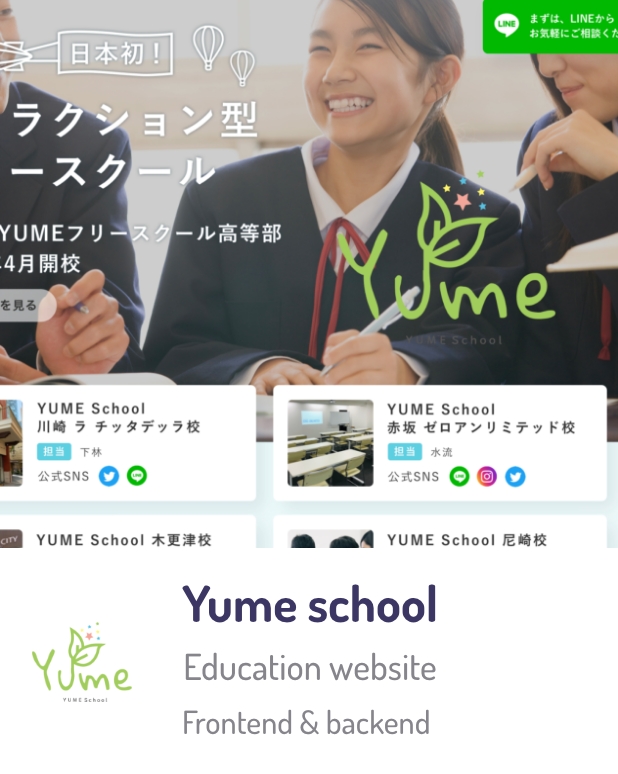 日本初！
LINE
まずは、LINEから
お気軽にご相談くだ
ラクション型
ースクール
YUMEフリースクール高等部
4月開校
を見る
Yume
YUME School
YUME School
川崎 ラ チッタデッラ校
担当 下林
公式SNS
YUME School
赤坂 ゼロアンリミテッド校
担当 水流
公式SNS
CITY
YUME School 木更津校
YUME School 尼崎校
Yume school
Education website
Frontend & backend
Yume
YUME School